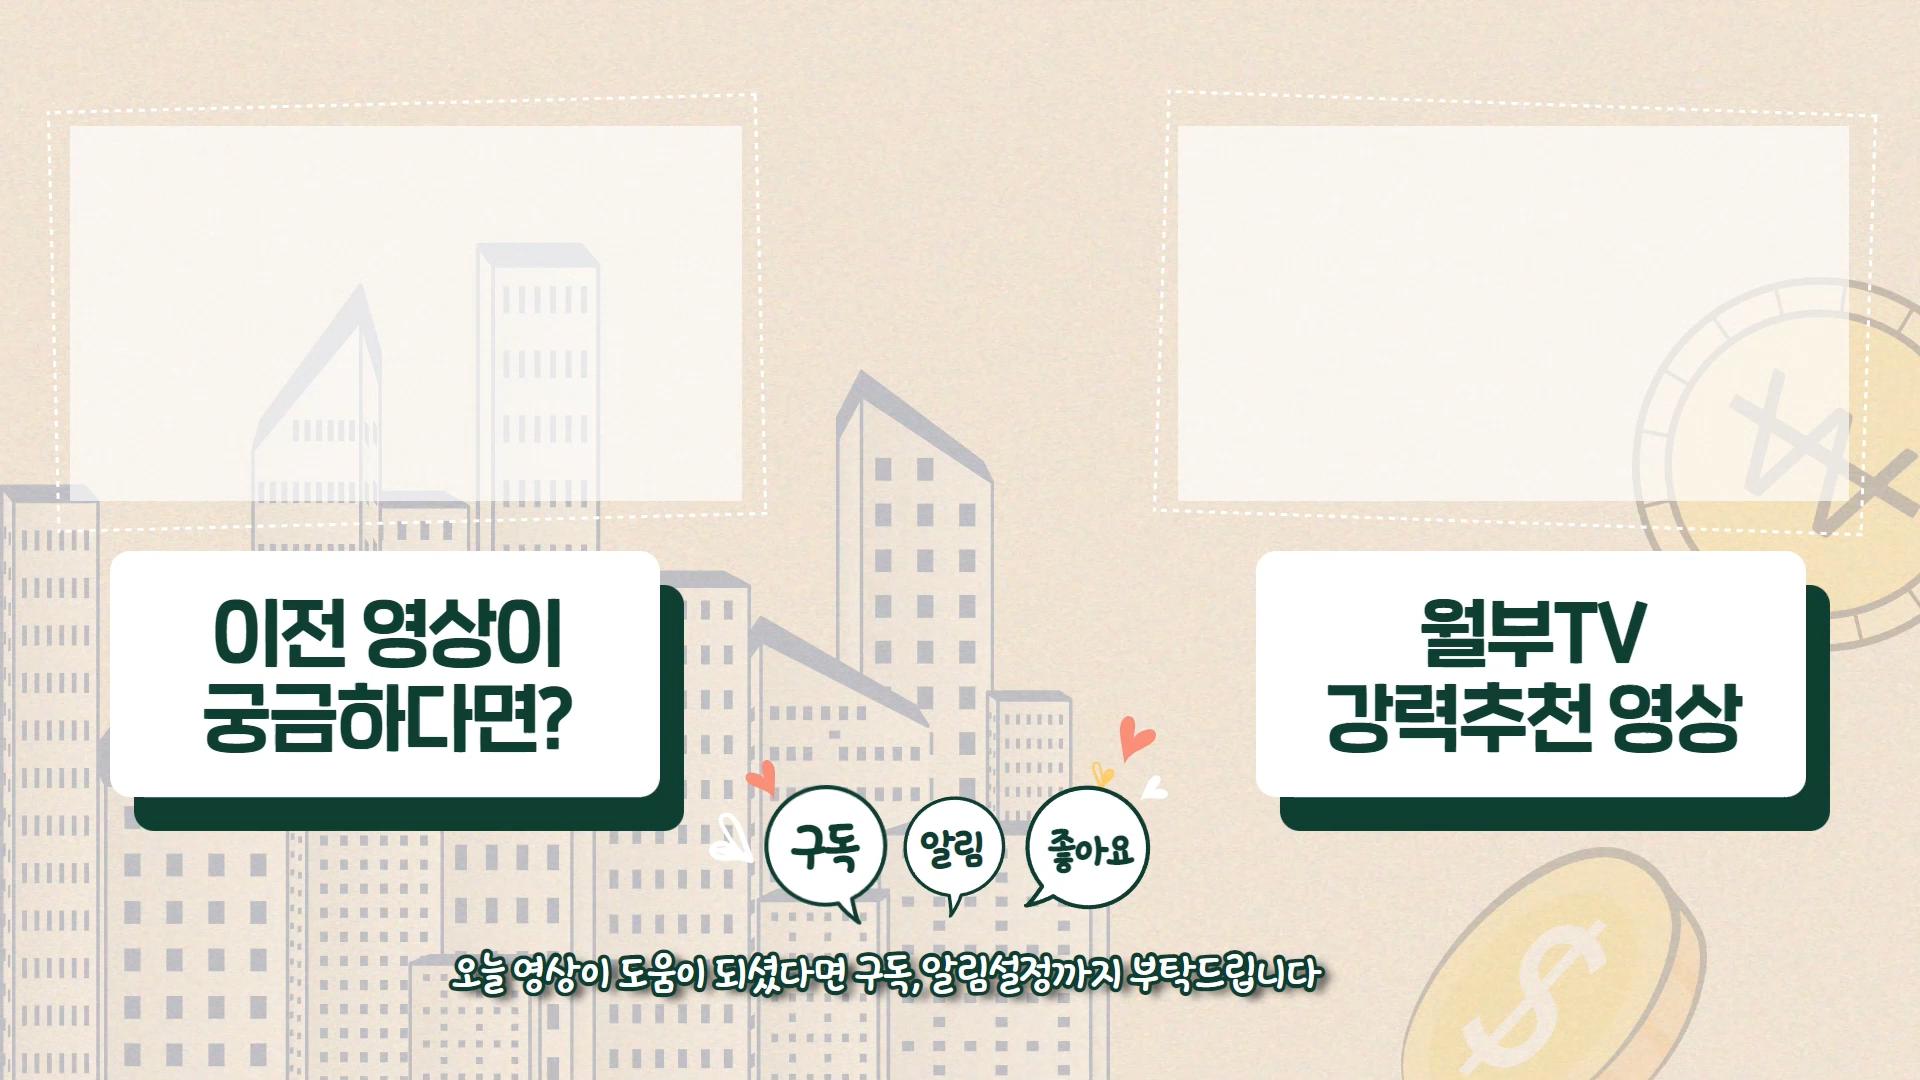 이전 영상이
궁금하다면?
월부TV
강력추천 영상
구독
알림
좋아요
오늘 영상이 도움이 되셨다면 구독, 알림설정까지 부탁드립니다